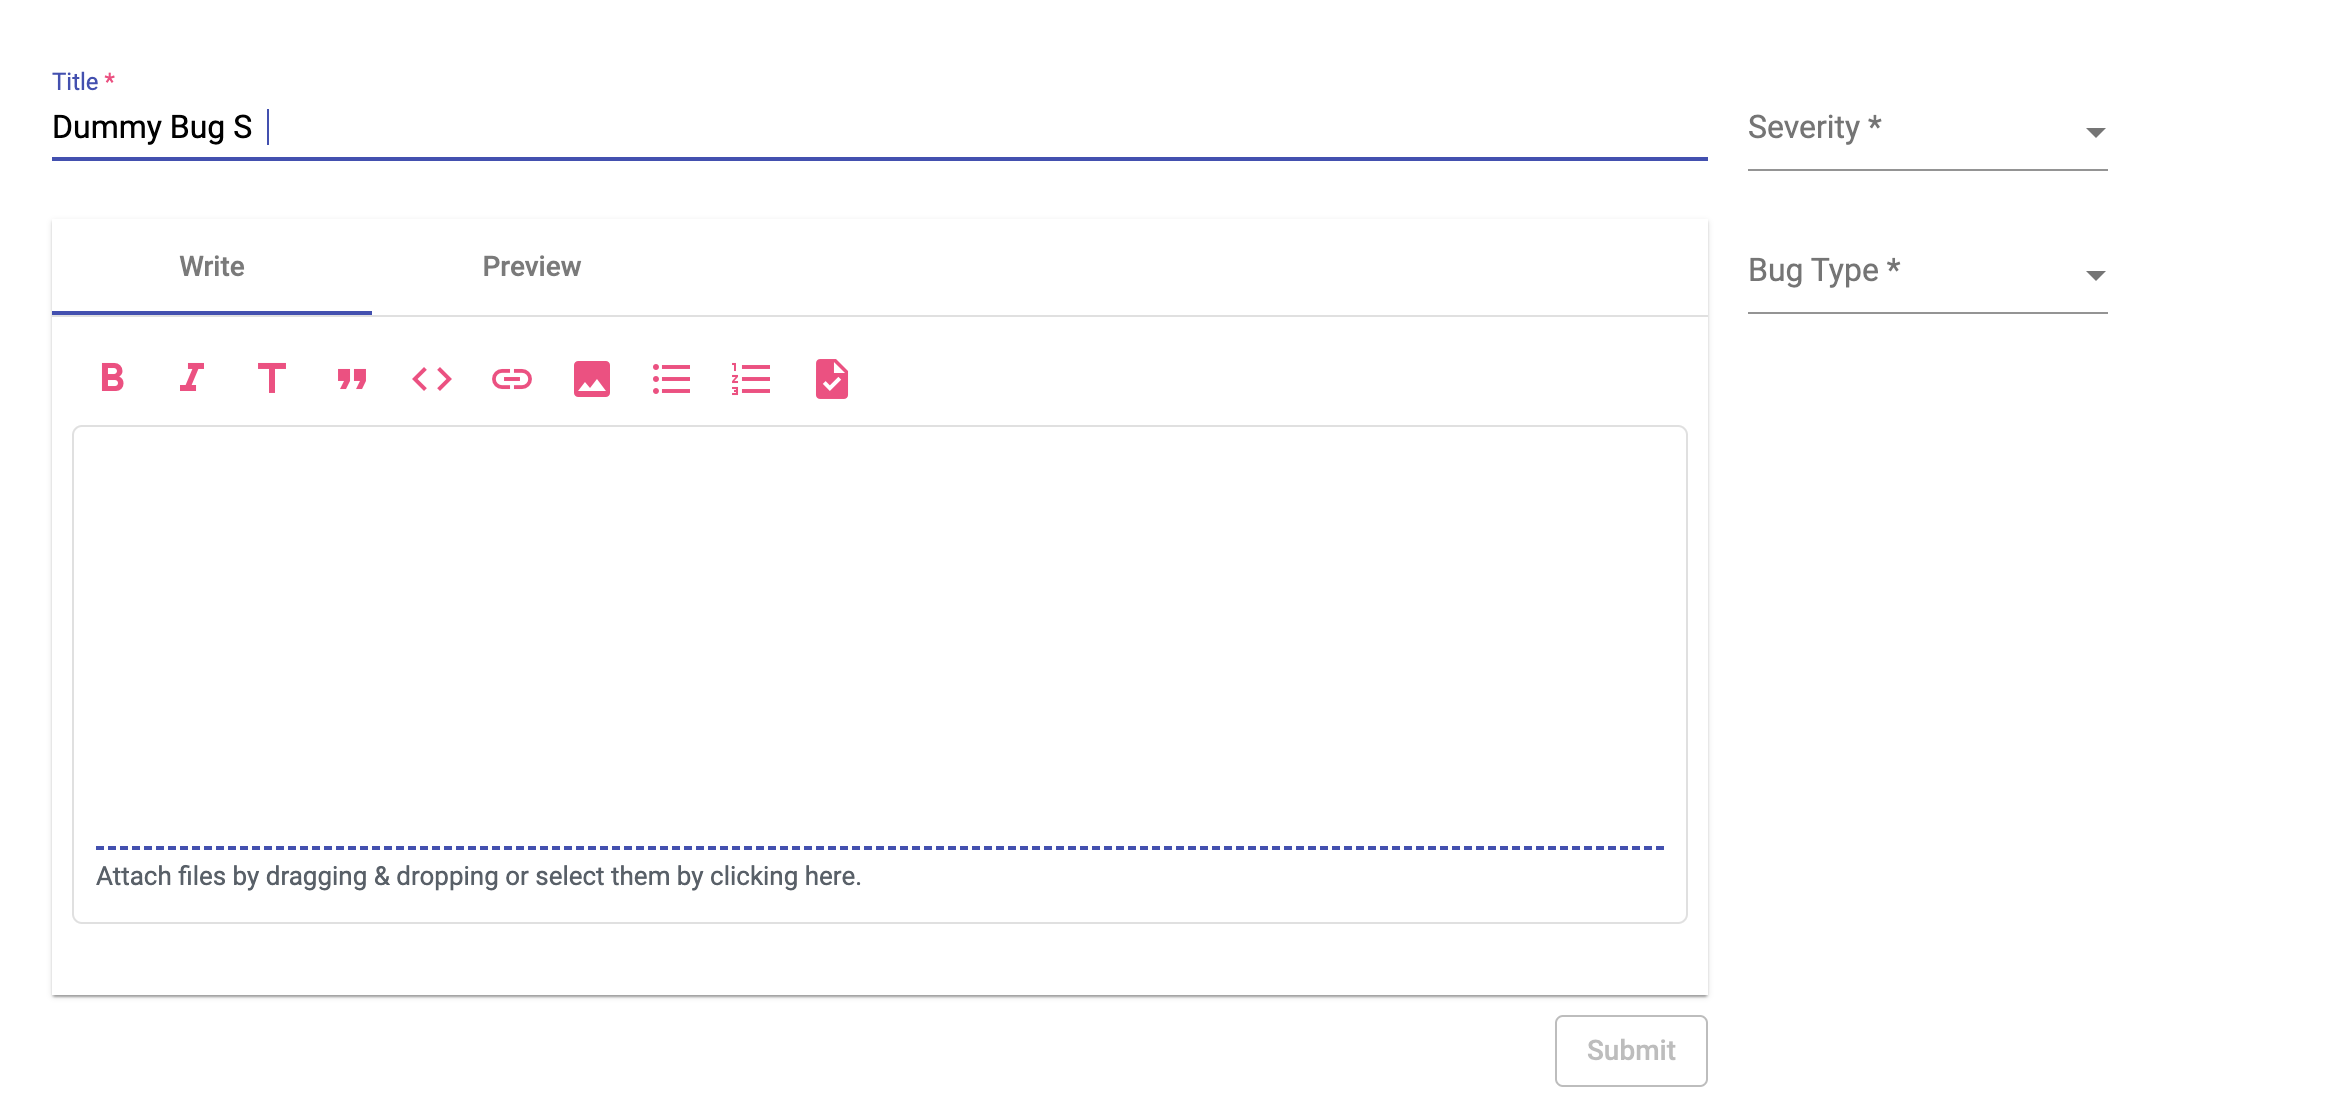 Title *
Dummy Bug S
Severity *
Write Preview
Bug Type *
Attach files by dragging & dropping or select them by clicking here.
Submit